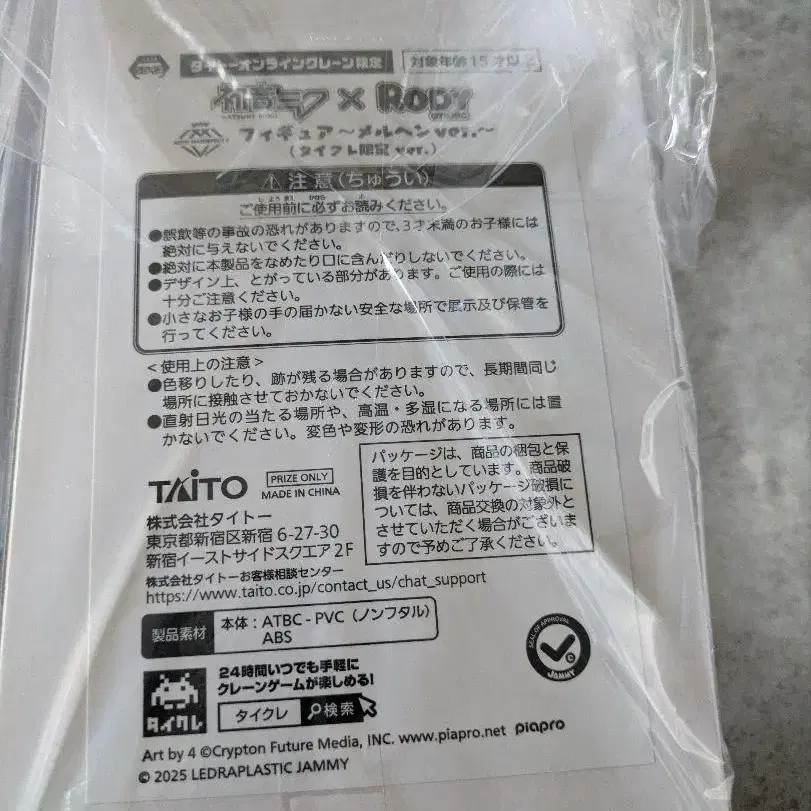 タイトーオンラインクレーン限定 対象年齢15才以上
初音ミク × RODY
HATSUNE MIKU
フィギュア～メルヘンver.～
(タイクレ限定 ver.)
⚠注意(ちゅうい)
ご使用前に必ずお読みください。
●誤飲等の事故の恐れがありますので、3才未満のお子様には
絶対に与えないでください。
●絶対に本製品をなめたり口に含んだりしないでください。
●デザイン上、とがっている部分があります。ご使用の際には
十分ご注意ください。
●小さなお子様の手の届かない安全な場所で展示及び保管を
行ってください。
<使用上の注意>
●色移りしたり、跡が残る場合がありますので、長期間同じ
場所に接触させておかないでください。
●直射日光の当たる場所や、高温・多湿になる場所には置
かないでください。変色や変形の恐れがあります。
パッケージは、商品の梱包と保
護を目的としています。商品破
損を伴わないパッケージ破損に
ついては、商品交換の対象外と
させていただく場合がございま
すので予めご了承ください。
TAITO
PRIZE ONLY
MADE IN CHINA
株式会社タイトー
東京都新宿区新宿 6-27-30
新宿イーストサイドスクエア 2F
株式会社タイトーお客様相談センター
https://www.taito.co.jp/contact_us/chat_support
製品素材
本体：ATBC-PVC（ノンフタル）
ABS
SEAL OF APPROVAL
JAMMY
24時間いつでも手軽に
クレーンゲームが楽しめる!
タイクレ
タイクレ 検索
Art by 4 ©Crypton Future Media, INC. www.piapro.net piapro
© 2025 LEDRAPLASTIC JAMMY